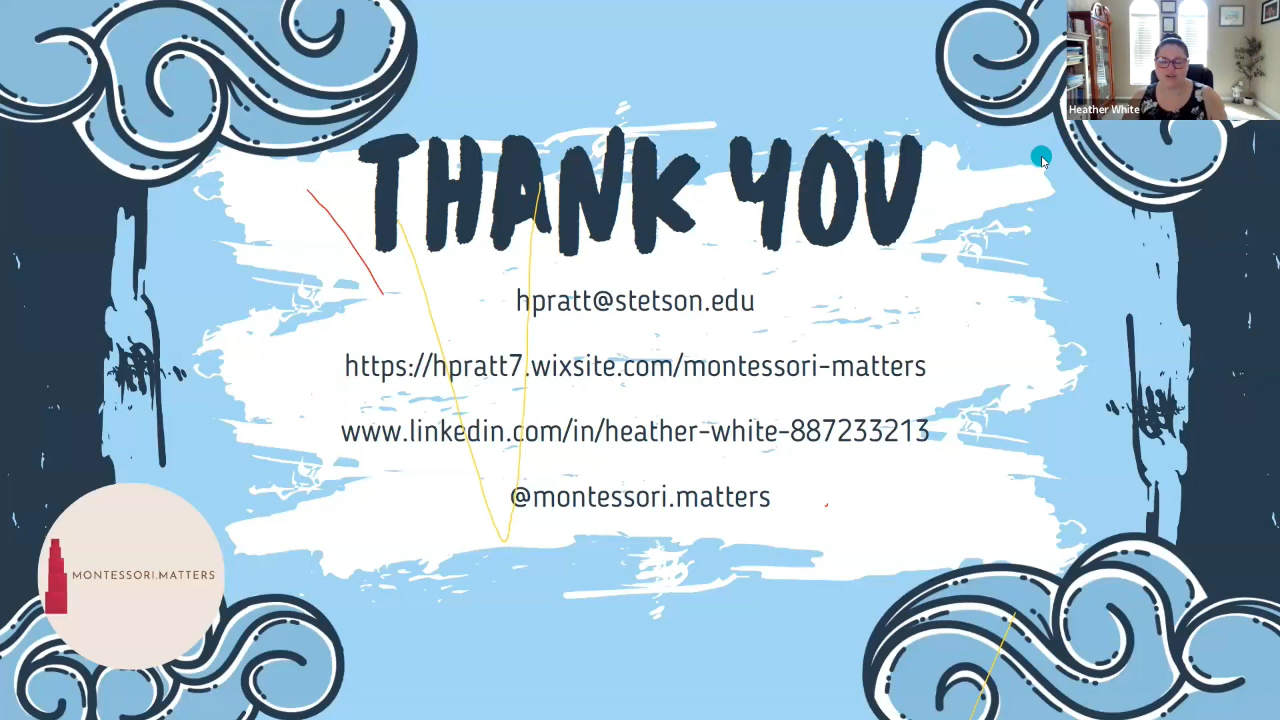 Heather White
THANK YOU
hpratt@stetson.edu
https://hpratt7.wixsite.com/montessori-matters
www.linkedin.com/in/heather-white-887233213
@montessori.matters
MONTESSORI.MATTERS